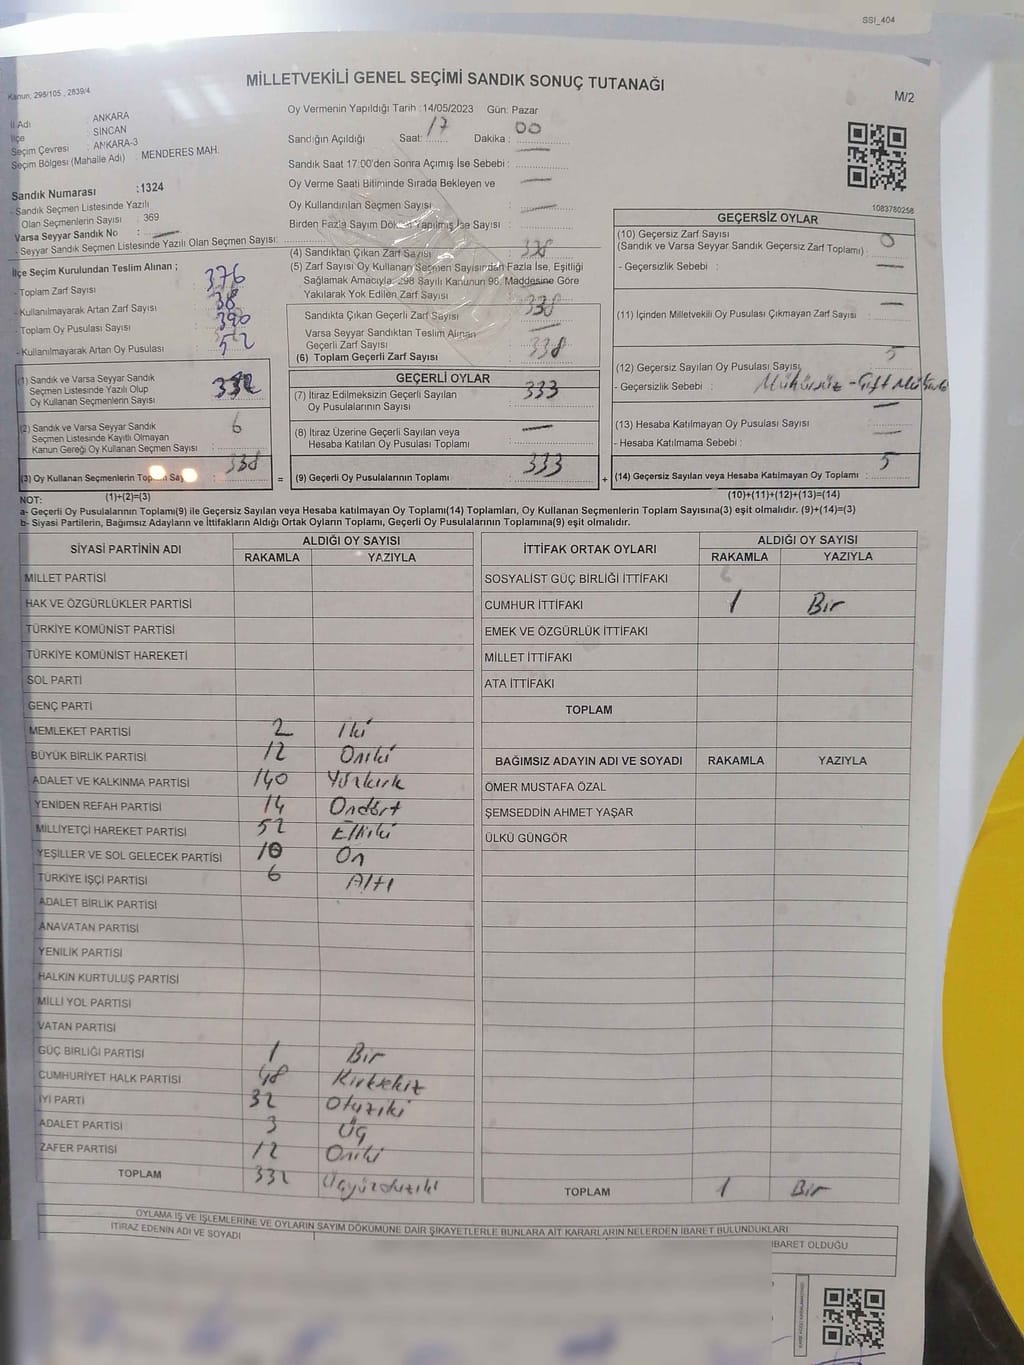 SSI_404
MİLLETVEKİLİ GENEL SEÇİMİ SANDIK SONUÇ TUTANAĞI
M/2
Kanun, 298/105 , 2839/4
İl Adı : ANKARA
İlçe : SİNCAN
Seçim Çevresi : ANKARA-3
Seçim Bölgesi (Mahalle Adı) : MENDERES MAH.
Sandık Numarası :1324
- Sandık Seçmen Listesinde Yazılı
Olan Seçmenlerin Sayısı : 369
Varsa Seyyar Sandık No : —
- Seyyar Sandık Seçmen Listesinde Yazılı Olan Seçmen Sayısı:
Oy Vermenin Yapıldığı Tarih :14/05/2023 Gün: Pazar
Sandığın Açıldığı Saat: 17 Dakika : 00
Sandık Saat 17:00'den Sonra Açımış İse Sebebi : —
Oy Verme Saati Bitiminde Sırada Bekleyen ve —
Oy Kullandırılan Seçmen Sayısı : —
Birden Fazla Sayım Dökümü Yapılmış İse Sayısı :
1083780258
İlçe Seçim Kurulundan Teslim Alınan ;
- Toplam Zarf Sayısı : 376
- Kullanılmayarak Artan Zarf Sayısı : 38
- Toplam Oy Pusulası Sayısı : 390
- Kullanılmayarak Artan Oy Pusulası : 52
(1) Sandık ve Varsa Seyyar Sandık
Seçmen Listesinde Yazılı Olup
Oy Kullanan Seçmenlerin Sayısı : 332
(2) Sandık ve Varsa Seyyar Sandık
Seçmen Listesinde Kayıtlı Olmayan
Kanun Gereği Oy Kullanan Seçmen Sayısı : 6
(3) Oy Kullanan Seçmenlerin Toplam Sayısı : 338
(4) Sandıktan Çıkan Zarf Sayısı : 338
(5) Zarf Sayısı Oy Kullanan Seçmen Sayısından Fazla İse, Eşitliği
Sağlamak Amacıyla 298 Sayılı Kanunun 98. Maddesine Göre
Yakılarak Yok Edilen Zarf Sayısı : —
Sandıkta Çıkan Geçerli Zarf Sayısı : 338
Varsa Seyyar Sandıktan Teslim Alınan
Geçerli Zarf Sayısı : —
(6) Toplam Geçerli Zarf Sayısı : 338
GEÇERLİ OYLAR
(7) İtiraz Edilmeksizin Geçerli Sayılan
Oy Pusulalarının Sayısı : 333
(8) İtiraz Üzerine Geçerli Sayılan veya
Hesaba Katılan Oy Pusulası Toplamı : —
= (9) Geçerli Oy Pusulalarının Toplamı : 333
GEÇERSİZ OYLAR
(10) Geçersiz Zarf Sayısı
(Sandık ve Varsa Seyyar Sandık Geçersiz Zarf Toplamı) : 0
- Geçersizlik Sebebi : —
(11) İçinden Milletvekili Oy Pusulası Çıkmayan Zarf Sayısı : —
(12) Geçersiz Sayılan Oy Pusulası Sayısı : 5
- Geçersizlik Sebebi : Mühürsüz - Çift Mühür
(13) Hesaba Katılmayan Oy Pusulası Sayısı : —
- Hesaba Katılmama Sebebi : —
+ (14) Geçersiz Sayılan veya Hesaba Katılmayan Oy Toplamı : 5
NOT: (1)+(2)=(3) (10)+(11)+(12)+(13)=(14)
a- Geçerli Oy Pusulalarının Toplamı(9) ile Geçersiz Sayılan veya Hesaba katılmayan Oy Toplamı(14) Toplamları, Oy Kullanan Seçmenlerin Toplam Sayısına(3) eşit olmalıdır. (9)+(14)=(3)
b- Siyasi Partilerin, Bağımsız Adayların ve İttifakların Aldığı Ortak Oyların Toplamı, Geçerli Oy Pusulalarının Toplamına(9) eşit olmalıdır.
SİYASİ PARTİNİN ADI ALDIĞI OY SAYISI
RAKAMLA YAZIYLA
MİLLET PARTİSİ
HAK VE ÖZGÜRLÜKLER PARTİSİ
TÜRKİYE KOMÜNİST PARTİSİ
TÜRKİYE KOMÜNİST HAREKETİ
SOL PARTİ
GENÇ PARTİ
MEMLEKET PARTİSİ 2 İki
BÜYÜK BİRLİK PARTİSİ 12 Oniki
ADALET VE KALKINMA PARTİSİ 140 Yüzkırk
YENİDEN REFAH PARTİSİ 14 Ondört
MİLLİYETÇİ HAREKET PARTİSİ 52 Elliiki
YEŞİLLER VE SOL GELECEK PARTİSİ 10 On
TÜRKİYE İŞÇİ PARTİSİ 6 Altı
ADALET BİRLİK PARTİSİ
ANAVATAN PARTİSİ
YENİLİK PARTİSİ
HALKIN KURTULUŞ PARTİSİ
MİLLİ YOL PARTİSİ
VATAN PARTİSİ
GÜÇ BİRLİĞİ PARTİSİ 1 Bir
CUMHURİYET HALK PARTİSİ 48 Kırksekiz
İYİ PARTİ 32 Otuziki
ADALET PARTİSİ 3 Üç
ZAFER PARTİSİ 12 Oniki
TOPLAM 332 Üçyüzotuziki
İTTİFAK ORTAK OYLARI ALDIĞI OY SAYISI
RAKAMLA YAZIYLA
SOSYALİST GÜÇ BİRLİĞİ İTTİFAKI
CUMHUR İTTİFAKI 1 Bir
EMEK VE ÖZGÜRLÜK İTTİFAKI
MİLLET İTTİFAKI
ATA İTTİFAKI
TOPLAM
BAĞIMSIZ ADAYIN ADI VE SOYADI RAKAMLA YAZIYLA
ÖMER MUSTAFA ÖZAL
ŞEMSEDDİN AHMET YAŞAR
ÜLKÜ GÜNGÖR
TOPLAM 1 Bir
OYLAMA İŞ VE İŞLEMLERİNE VE OYLARIN SAYIM DÖKÜMÜNE DAİR ŞİKAYETLERLE BUNLARA AİT KARARLARIN NELERDEN İBARET BULUNDUKLARI
İTİRAZ EDENİN ADI VE SOYADI
İBARET OLDUĞU